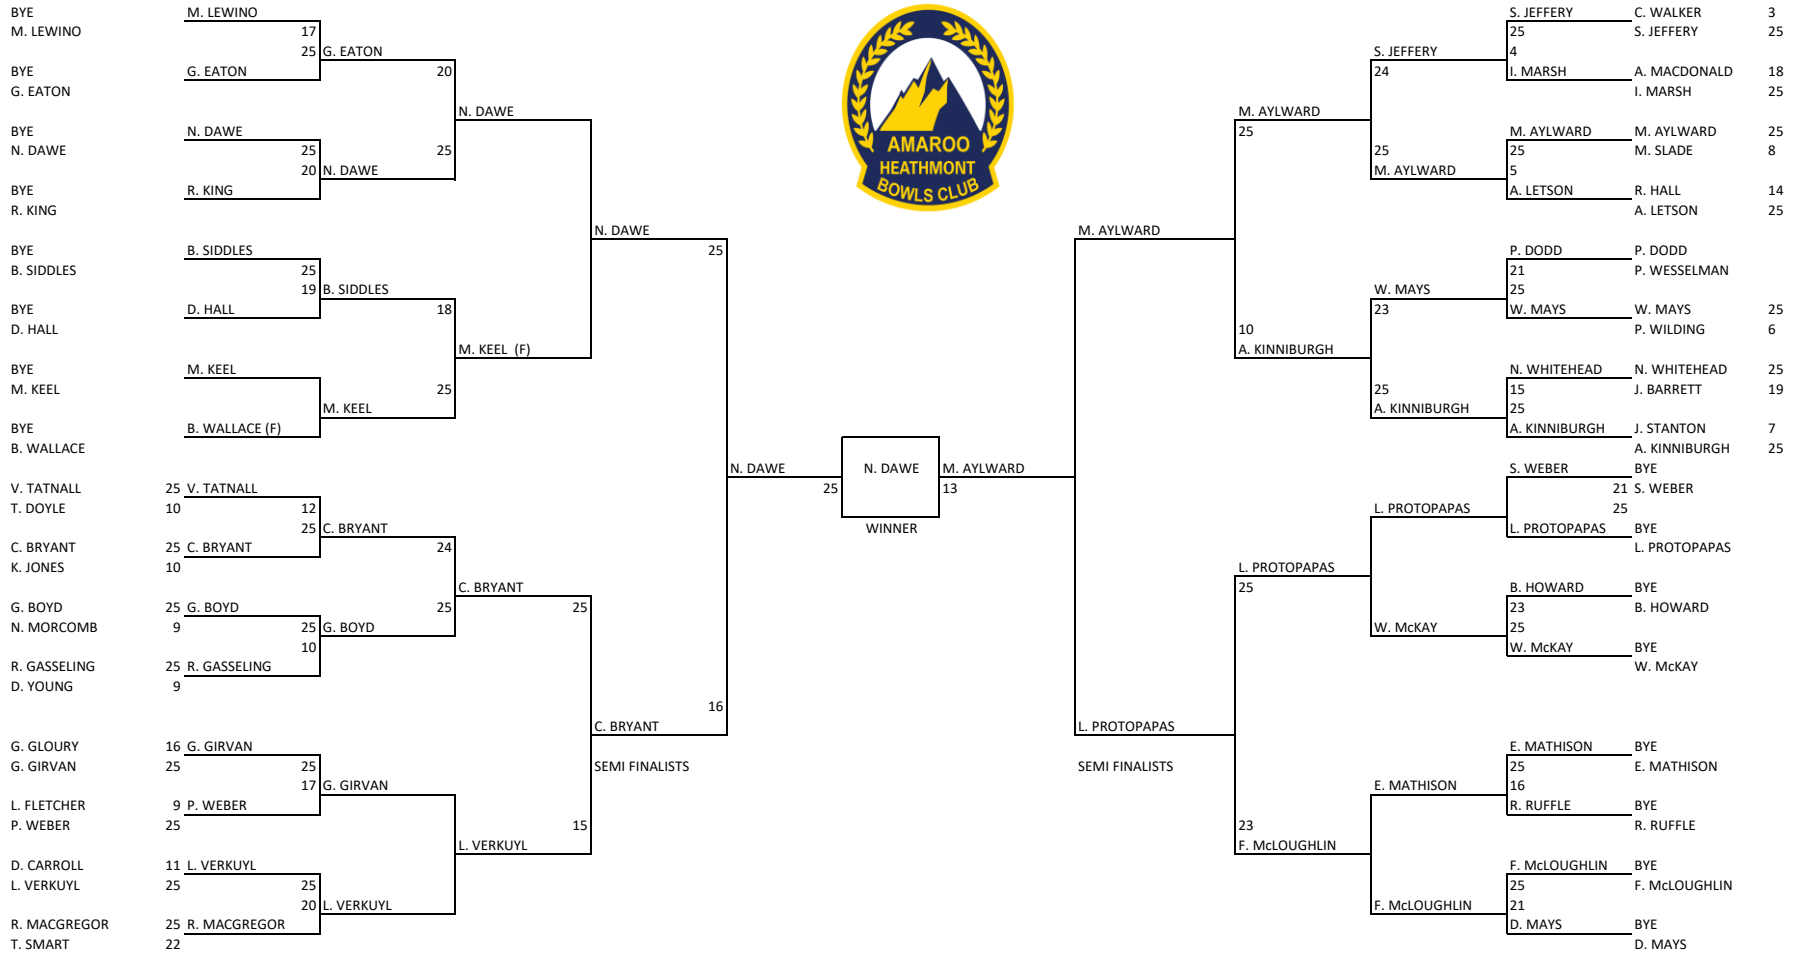 BYE M. LEWINO S. JEFFERY C. WALKER 3
M. LEWINO 17 25 S. JEFFERY 25
25 G. EATON S. JEFFERY 4
BYE G. EATON 20 24 I. MARSH A. MACDONALD 18
G. EATON I. MARSH 25
N. DAWE M. AYLWARD
BYE N. DAWE 25 M. AYLWARD M. AYLWARD 25
AMAROO
N. DAWE 25 25 25 25 M. SLADE 8
HEATHMONT
20 N. DAWE M. AYLWARD 5
BOWLS CLUB
BYE R. KING A. LETSON R. HALL 14
R. KING A. LETSON 25
N. DAWE M. AYLWARD
BYE B. SIDDLES 25 P. DODD P. DODD
B. SIDDLES 25 21 P. WESSELMAN
19 B. SIDDLES W. MAYS 25
BYE D. HALL 18 23 W. MAYS W. MAYS 25
D. HALL 10 P. WILDING 6
M. KEEL (F) A. KINNIBURGH
BYE M. KEEL N. WHITEHEAD N. WHITEHEAD 25
M. KEEL 25 25 15 J. BARRETT 19
M. KEEL A. KINNIBURGH 25
BYE B. WALLACE (F) A. KINNIBURGH J. STANTON 7
B. WALLACE A. KINNIBURGH 25
N. DAWE N. DAWE M. AYLWARD S. WEBER BYE
V. TATNALL 25 V. TATNALL 25 13 21 S. WEBER
T. DOYLE 10 12 L. PROTOPAPAS 25
25 C. BRYANT WINNER L. PROTOPAPAS BYE
C. BRYANT 25 C. BRYANT 24 L. PROTOPAPAS
K. JONES 10 L. PROTOPAPAS
C. BRYANT 25 B. HOWARD BYE
G. BOYD 25 G. BOYD 25 25 23 B. HOWARD
N. MORCOMB 9 25 G. BOYD W. McKAY 25
10 W. McKAY BYE
R. GASSELING 25 R. GASSELING W. McKAY
D. YOUNG 9
16
C. BRYANT L. PROTOPAPAS
G. GLOURY 16 G. GIRVAN E. MATHISON BYE
G. GIRVAN 25 25 SEMI FINALISTS SEMI FINALISTS 25 E. MATHISON
17 G. GIRVAN E. MATHISON 16
L. FLETCHER 9 P. WEBER R. RUFFLE BYE
P. WEBER 25 15 23 R. RUFFLE
L. VERKUYL F. McLOUGHLIN
D. CARROLL 11 L. VERKUYL F. McLOUGHLIN BYE
L. VERKUYL 25 25 25 F. McLOUGHLIN
20 L. VERKUYL F. McLOUGHLIN 21
R. MACGREGOR 25 R. MACGREGOR D. MAYS BYE
T. SMART 22 D. MAYS